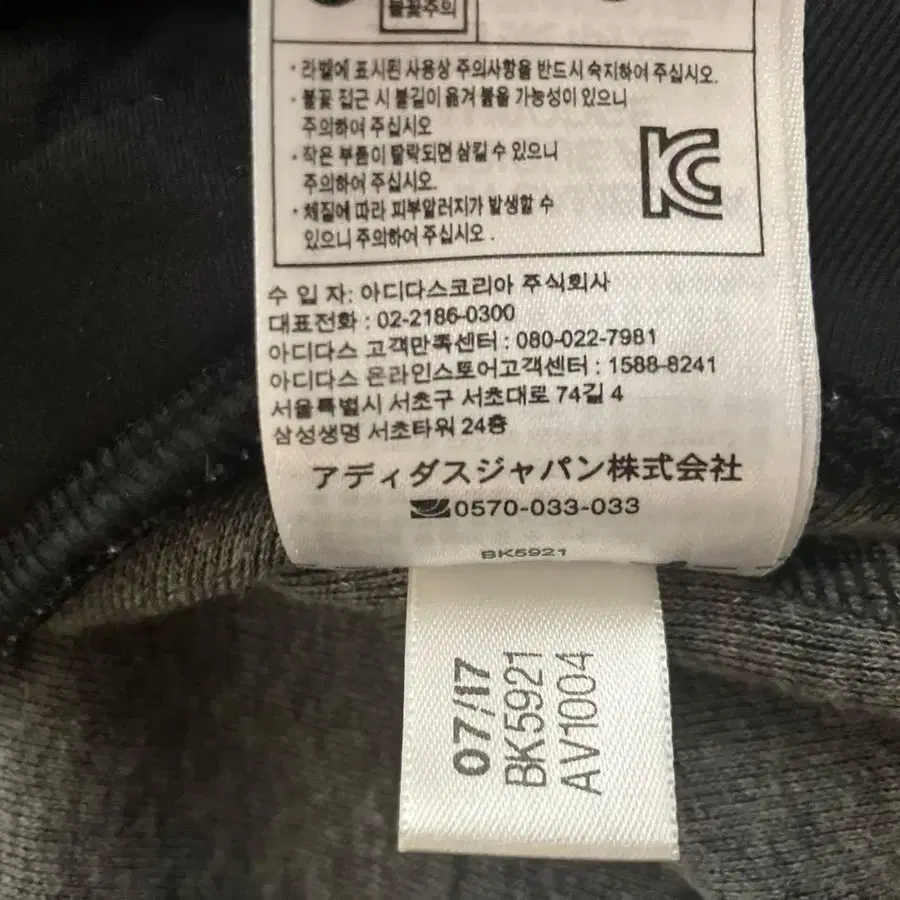 불꽃주의
· 라벨에 표시된 사용상 주의사항을 반드시 숙지하여 주십시오.
· 불꽃 접근 시 불길이 옮겨 붙을 가능성이 있으니
주의하여 주십시오
· 작은 부품이 탈락되면 삼킬 수 있으니
주의하여 주십시오.
· 체질에 따라 피부알러지가 발생할 수
있으니 주의하여 주십시오.
KC
수 입 자: 아디다스코리아 주식회사
대표전화 : 02-2186-0300
아디다스 고객만족센터 : 080-022-7981
아디다스 온라인스토어고객센터 : 1588-8241
서울특별시 서초구 서초대로 74길 4
삼성생명 서초타워 24층
アディダスジャパン株式会社
0570-033-033
BK5921
07/17
BK5921
AV1004